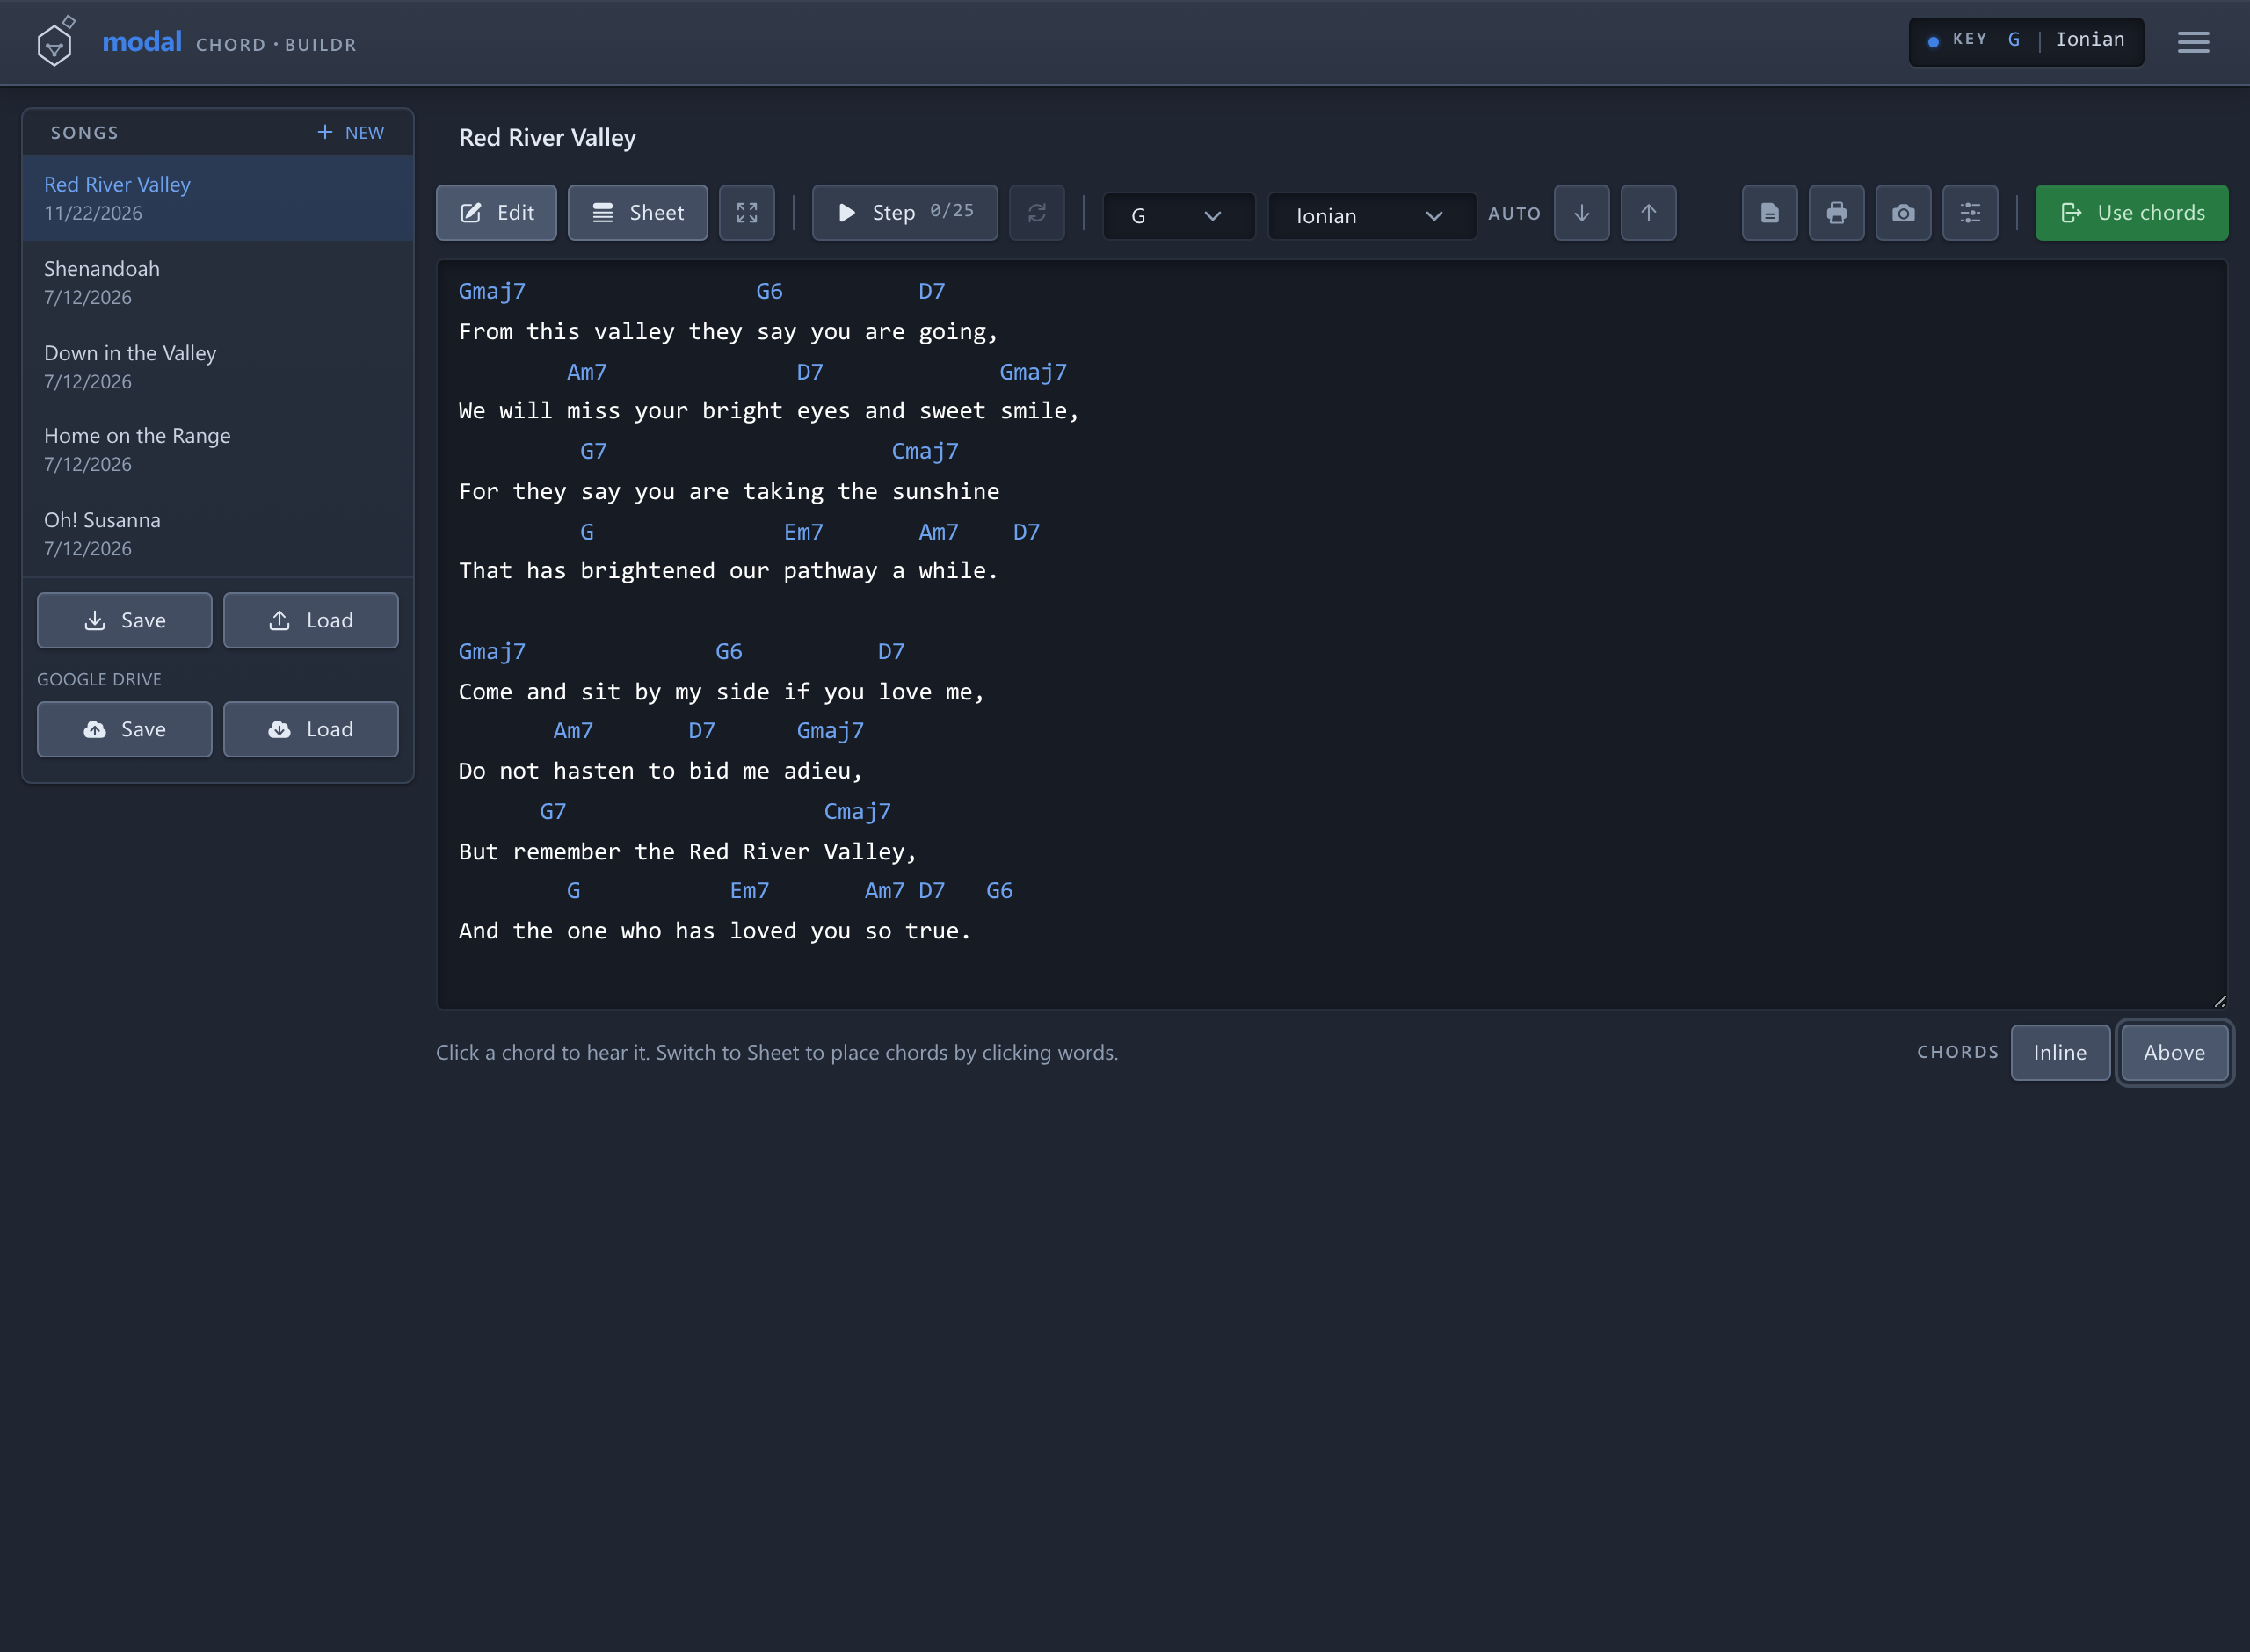 modal CHORD·BUILDR
KEY G | Ionian
SONGS + NEW
Red River Valley
11/22/2026
Shenandoah
7/12/2026
Down in the Valley
7/12/2026
Home on the Range
7/12/2026
Oh! Susanna
7/12/2026
Save Load
GOOGLE DRIVE
Save Load
Red River Valley
Edit Sheet Step 0/25 G Ionian AUTO ↓ ↑ Use chords
Gmaj7                 G6          D7
From this valley they say you are going,
        Am7              D7             Gmaj7
We will miss your bright eyes and sweet smile,
         G7                     Cmaj7
For they say you are taking the sunshine
         G              Em7       Am7    D7
That has brightened our pathway a while.
Gmaj7              G6          D7
Come and sit by my side if you love me,
       Am7       D7      Gmaj7
Do not hasten to bid me adieu,
      G7                   Cmaj7
But remember the Red River Valley,
        G           Em7       Am7 D7   G6
And the one who has loved you so true.
Click a chord to hear it. Switch to Sheet to place chords by clicking words.
CHORDS Inline Above